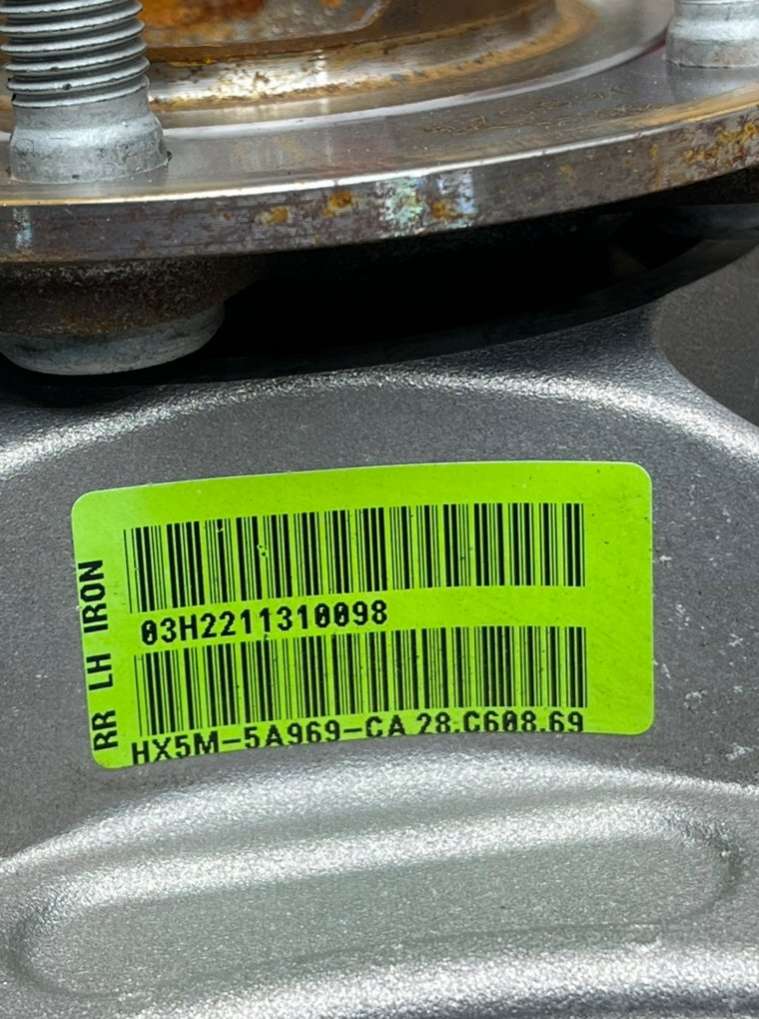 RR LH IRON
03H2211310098
HX5M-5A969-CA 28.C608.69